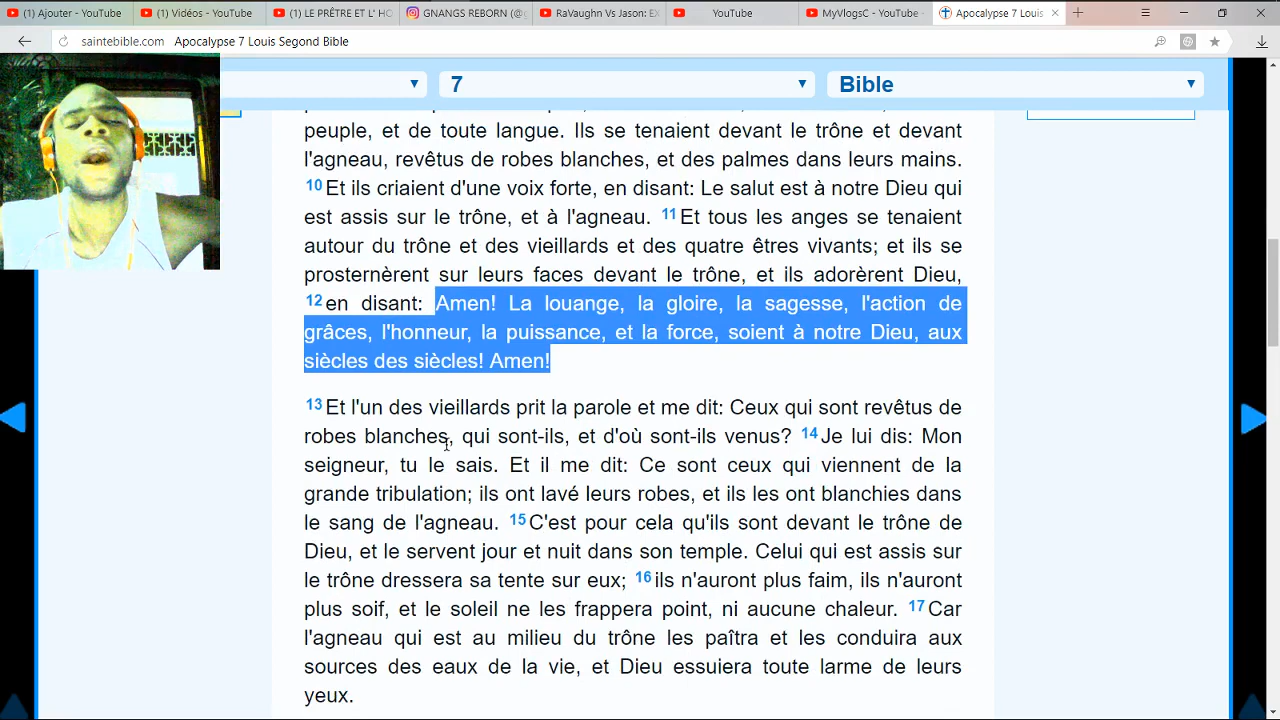 (1) Ajouter - YouTube
(1) Vidéos - YouTube
(1) LE PRÊTRE ET L' HO
GNANGS REBORN (@g
RaVaughn Vs Jason: EX
YouTube
MyVlogsC - YouTube
Apocalypse 7 Louis
saintebible.com Apocalypse 7 Louis Segond Bible
7
Bible
peuple, et de toute langue. Ils se tenaient devant le trône et devant
l'agneau, revêtus de robes blanches, et des palmes dans leurs mains.
10 Et ils criaient d'une voix forte, en disant: Le salut est à notre Dieu qui
est assis sur le trône, et à l'agneau. 11 Et tous les anges se tenaient
autour du trône et des vieillards et des quatre êtres vivants; et ils se
prosternèrent sur leurs faces devant le trône, et ils adorèrent Dieu,
12 en disant: Amen! La louange, la gloire, la sagesse, l'action de
grâces, l'honneur, la puissance, et la force, soient à notre Dieu, aux
siècles des siècles! Amen!
13 Et l'un des vieillards prit la parole et me dit: Ceux qui sont revêtus de
robes blanches, qui sont-ils, et d'où sont-ils venus? 14 Je lui dis: Mon
seigneur, tu le sais. Et il me dit: Ce sont ceux qui viennent de la
grande tribulation; ils ont lavé leurs robes, et ils les ont blanchies dans
le sang de l'agneau. 15 C'est pour cela qu'ils sont devant le trône de
Dieu, et le servent jour et nuit dans son temple. Celui qui est assis sur
le trône dressera sa tente sur eux; 16 ils n'auront plus faim, ils n'auront
plus soif, et le soleil ne les frappera point, ni aucune chaleur. 17 Car
l'agneau qui est au milieu du trône les paîtra et les conduira aux
sources des eaux de la vie, et Dieu essuiera toute larme de leurs
yeux.